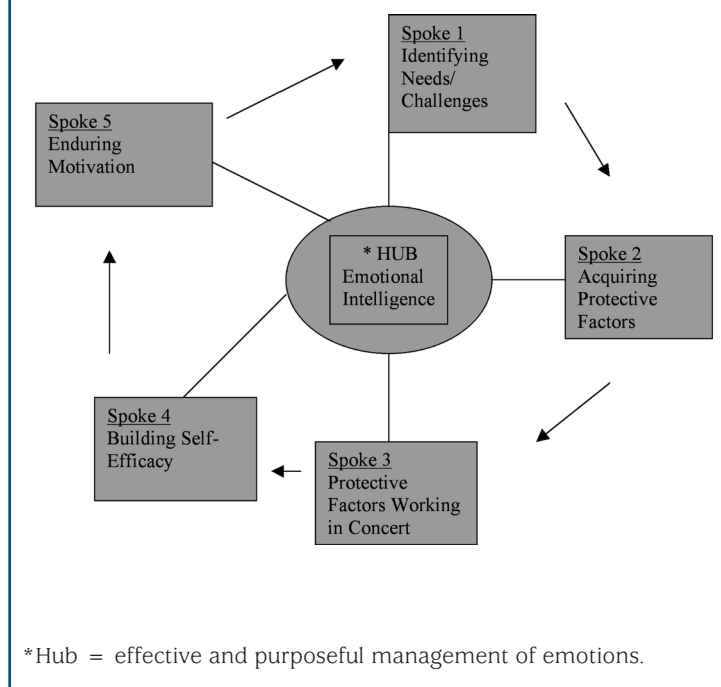 Spoke 1
Identifying
Needs/
Challenges
Spoke 5
Enduring
Motivation
* HUB
Emotional
Intelligence
Spoke 2
Acquiring
Protective
Factors
Spoke 4
Building Self-
Efficacy
Spoke 3
Protective
Factors Working
in Concert
*Hub = effective and purposeful management of emotions.